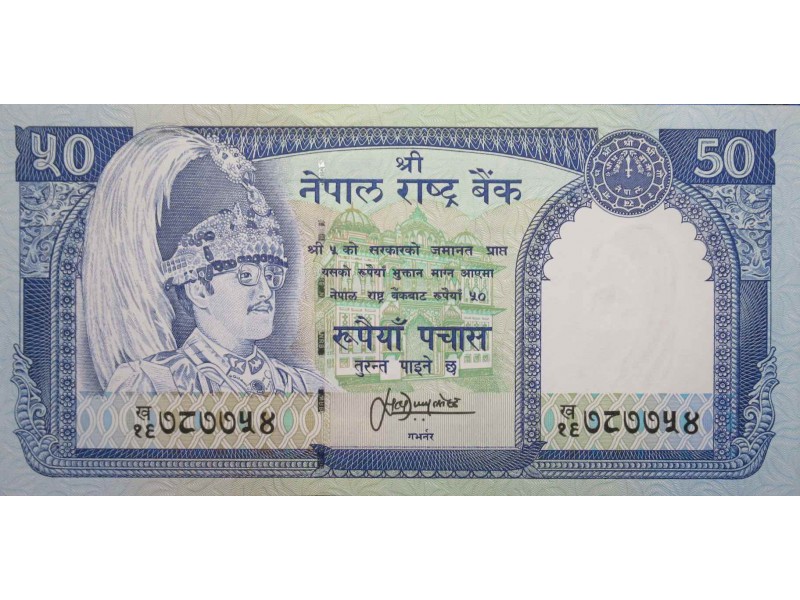 ५०
50
श्री
नेपाल राष्ट्र बैंक
श्री ५ को सरकारको जमानत प्राप्त
यसको रूपैयाँ भुक्तान माग्न आएमा
नेपाल राष्ट्र बैंकबाट रूपैयाँ ५०
रूपैयाँ पचास
तुरन्त पाइने छ
गभर्नर
ख
१६ ७८७७५४
ख
१६ ७८७७५४